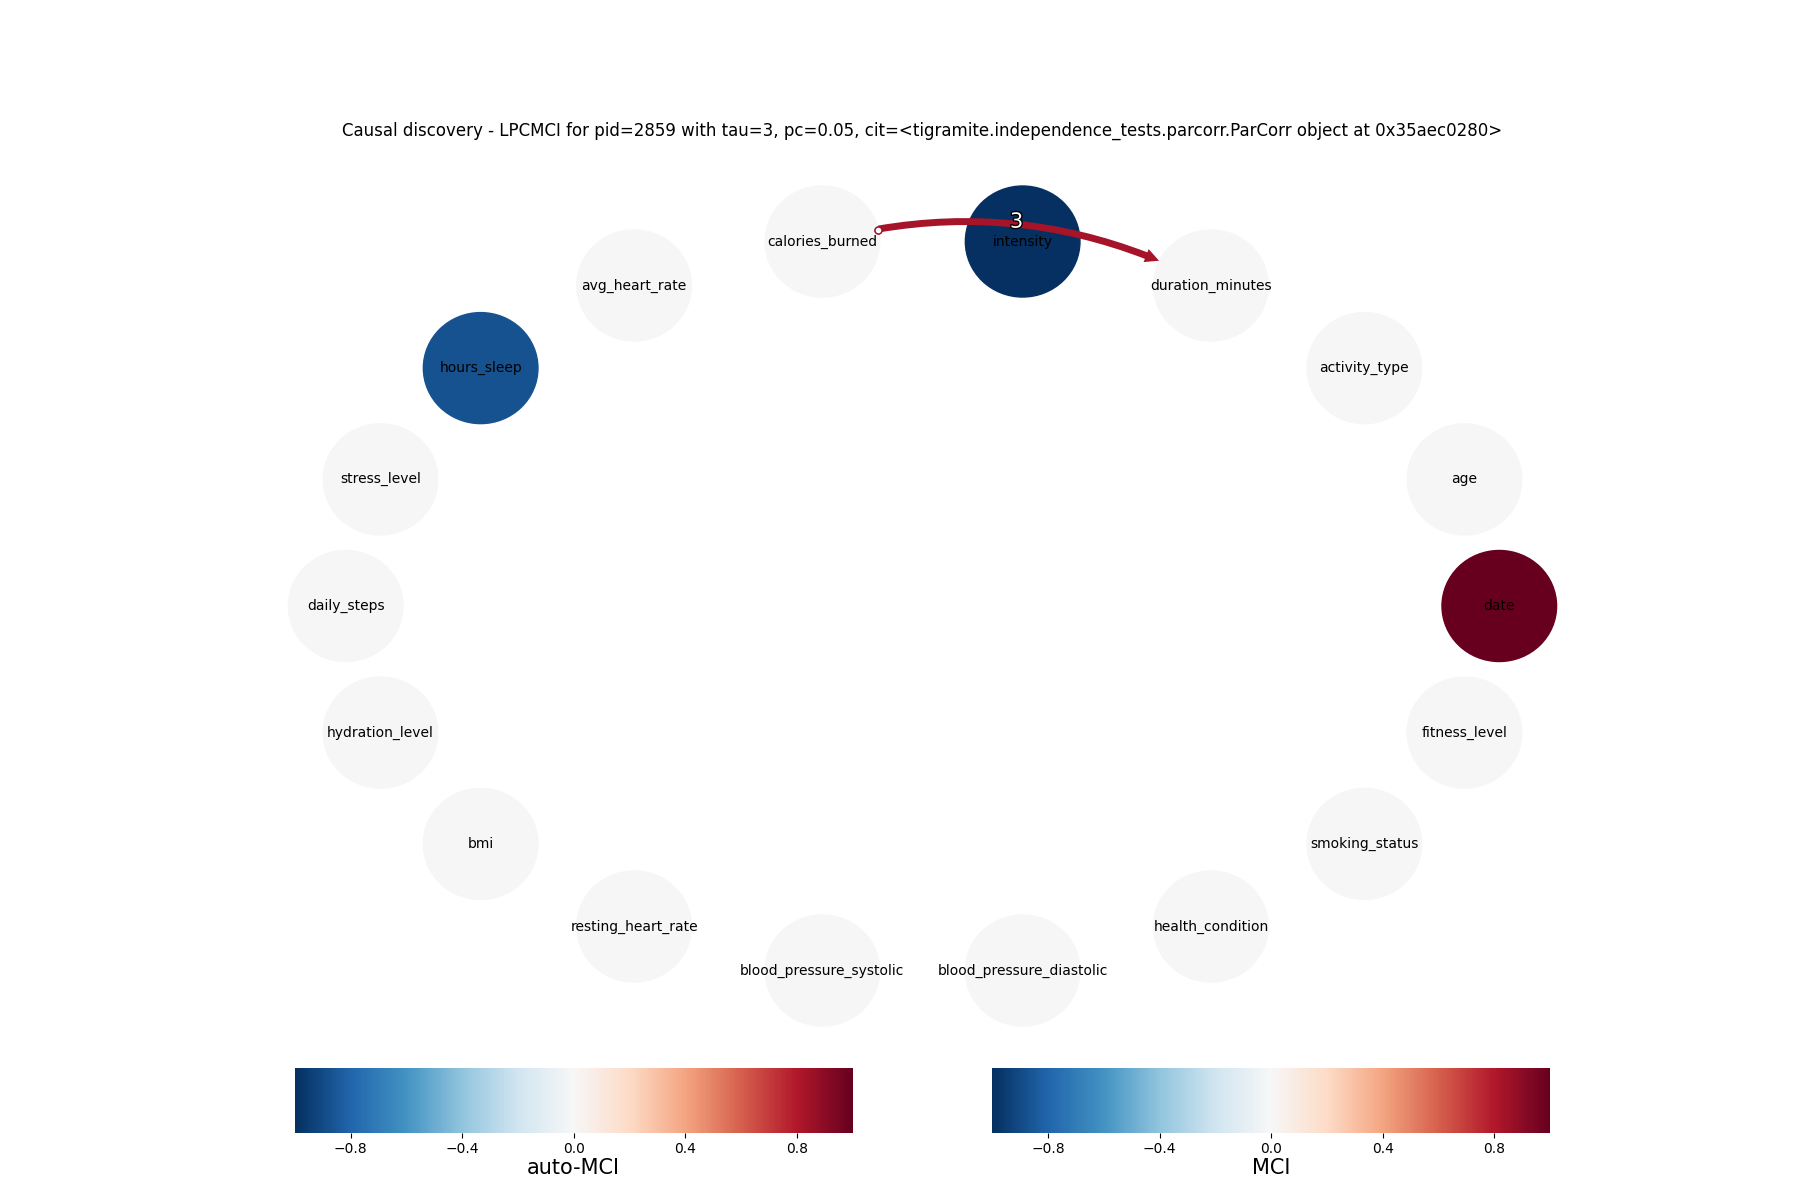 Causal discovery - LPCMCI for pid=2859 with tau=3, pc=0.05, cit=<tigramite.independence_tests.parcorr.ParCorr object at 0x35aec0280>
3
calories_burned
intensity
avg_heart_rate
duration_minutes
hours_sleep
activity_type
stress_level
age
daily_steps
date
hydration_level
fitness_level
bmi
smoking_status
resting_heart_rate
health_condition
blood_pressure_systolic
blood_pressure_diastolic
−0.8 −0.4 0.0 0.4 0.8
auto-MCI
−0.8 −0.4 0.0 0.4 0.8
MCI